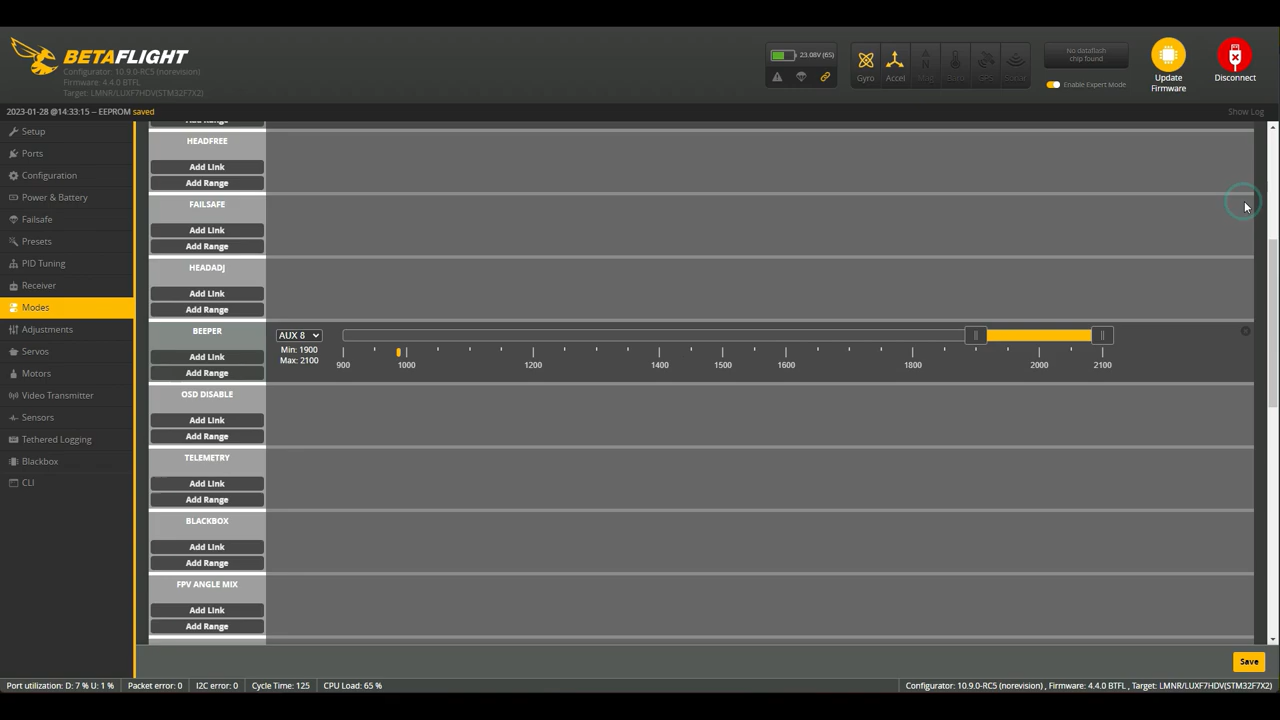 BETAFLIGHT
Configurator: 10.9.0-RC5 (norevision)
Firmware: 4.4.0 BTFL
Target: LMNR/LUXF7HDV(STM32F7X2)
23.08V (6S)
Gyro
Accel
Mag
Baro
GPS
Sonar
No dataflash
chip found
Enable Expert Mode
Update
Firmware
Disconnect
2023-01-28 @14:33:15 -- EEPROM saved
Show Log
Setup
Ports
Configuration
Power & Battery
Failsafe
Presets
PID Tuning
Receiver
Modes
Adjustments
Servos
Motors
Video Transmitter
Sensors
Tethered Logging
Blackbox
CLI
Add Range
HEADFREE
Add Link
Add Range
FAILSAFE
Add Link
Add Range
HEADADJ
Add Link
Add Range
BEEPER
Add Link
Add Range
AUX 8
Min: 1900
Max: 2100
900 1000 1200 1400 1500 1600 1800 2000 2100
OSD DISABLE
Add Link
Add Range
TELEMETRY
Add Link
Add Range
BLACKBOX
Add Link
Add Range
FPV ANGLE MIX
Add Link
Add Range
Save
Port utilization: D: 7 % U: 1 % Packet error: 0 I2C error: 0 Cycle Time: 125 CPU Load: 65 %
Configurator: 10.9.0-RC5 (norevision) , Firmware: 4.4.0 BTFL , Target: LMNR/LUXF7HDV(STM32F7X2)